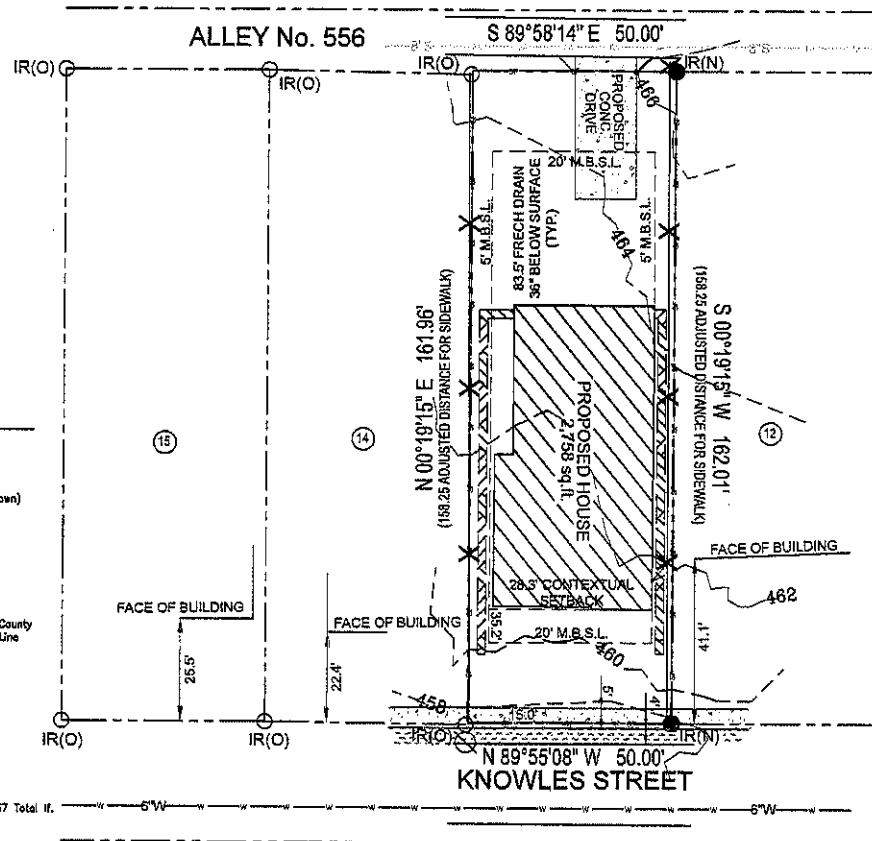 ALLEY No. 556
S 89°58'14" E 50.00'
8"S
8"S
IR(O)
IR(O)
IR(O)
IR(N)
466
PROPOSED
CONC.
DRIVE
20' M.B.S.L.
464
5' M.B.S.L.
5' M.B.S.L.
83.5' FRECH DRAIN
36" BELOW SURFACE
(TYP.)
N 00°19'15" E 161.96'
(158.25 ADJUSTED DISTANCE FOR SIDEWALK)
S 00°19'15" W 162.01'
(158.25 ADJUSTED DISTANCE FOR SIDEWALK)
PROPOSED HOUSE
2,758 sq.ft.
15
14
12
own)
County
Line
FACE OF BUILDING
25.5'
FACE OF BUILDING
22.4'
FACE OF BUILDING
41.1'
28.3' CONTEXTUAL
SETBACK
35.2'
20' M.B.S.L.
462
460
458
15.0'
5'
4'
IR(O)
IR(O)
IR(O)
IR(N)
N 89°55'08" W 50.00'
KNOWLES STREET
57 Total lf.
W 6"W W W W W W W W W W W W 6"W